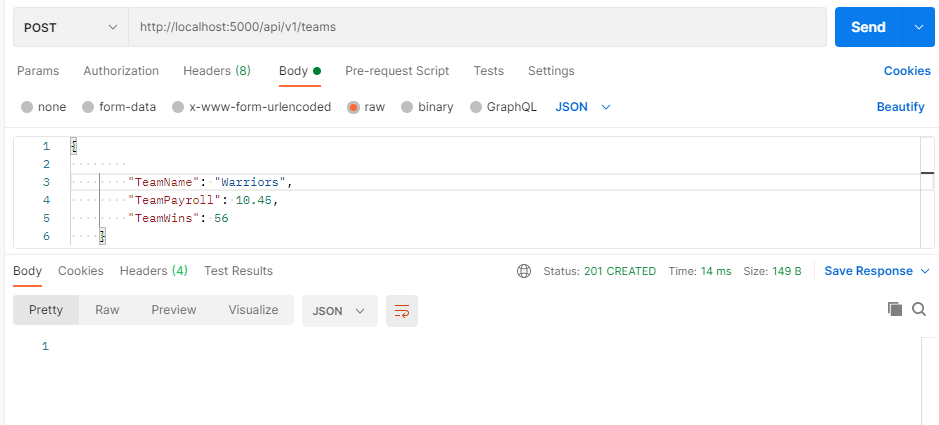 POST http://localhost:5000/api/v1/teams Send
Params Authorization Headers (8) Body Pre-request Script Tests Settings Cookies
none form-data x-www-form-urlencoded raw binary GraphQL JSON Beautify
1 {
2
3 "TeamName": "Warriors",
4 "TeamPayroll": 10.45,
5 "TeamWins": 56
6 }
Body Cookies Headers (4) Test Results Status: 201 CREATED Time: 14 ms Size: 149 B Save Response
Pretty Raw Preview Visualize JSON
1